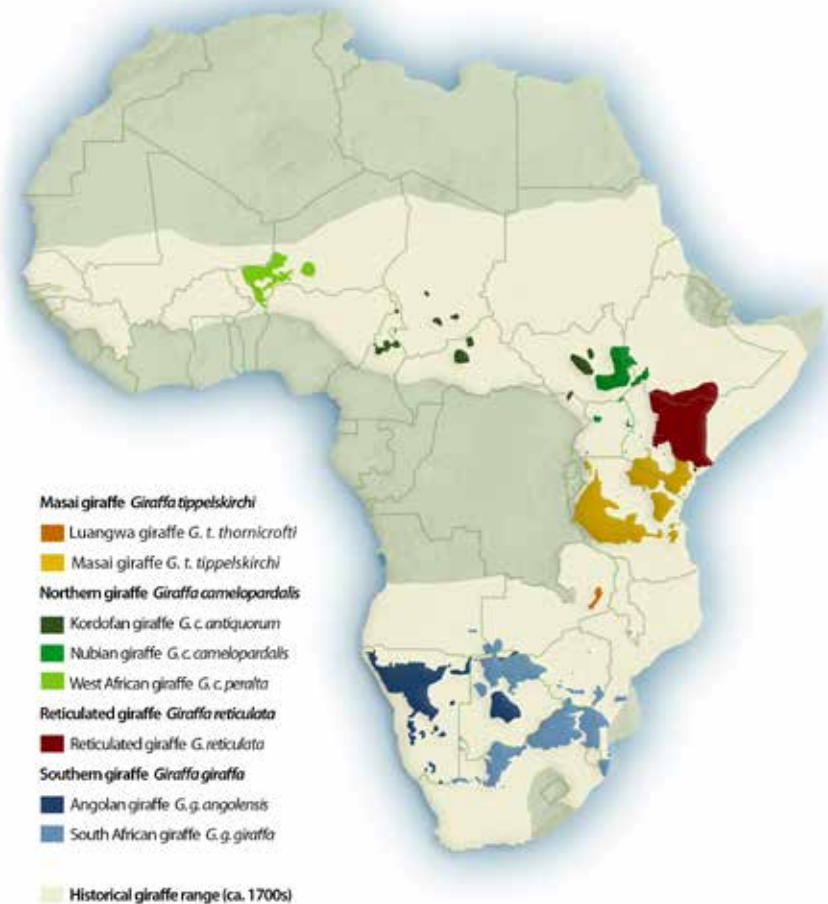 Masai giraffe Giraffa tippelskirchi
Luangwa giraffe G. t. thornicrofti
Masai giraffe G. t. tippelskirchi
Northern giraffe Giraffa camelopardalis
Kordofan giraffe G. c. antiquorum
Nubian giraffe G. c. camelopardalis
West African giraffe G. c. peralta
Reticulated giraffe Giraffa reticulata
Reticulated giraffe G. reticulata
Southern giraffe Giraffa giraffa
Angolan giraffe G. g. angolensis
South African giraffe G. g. giraffa
Historical giraffe range (ca. 1700s)